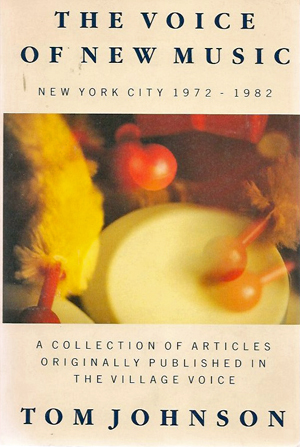 THE VOICE
OF NEW MUSIC
NEW YORK CITY 1972 - 1982
A COLLECTION OF ARTICLES
ORIGINALLY PUBLISHED IN
THE VILLAGE VOICE
TOM JOHNSON